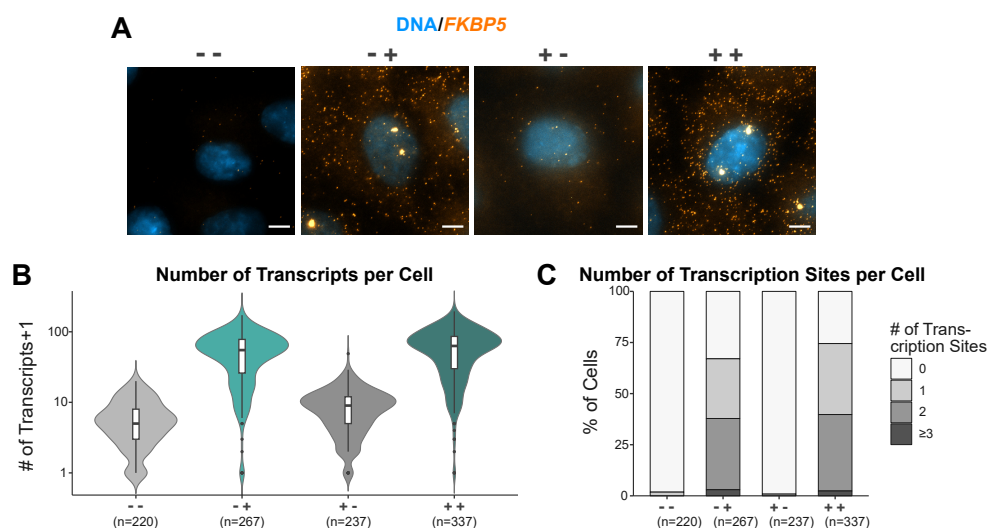 A
DNA/FKBP5
- -
- +
+ -
+ +
B
Number of Transcripts per Cell
# of Transcripts+1
100
10
1
- -
- +
+ -
+ +
(n=220)
(n=267)
(n=237)
(n=337)
C
Number of Transcription Sites per Cell
% of Cells
100
75
50
25
0
- -
- +
+ -
+ +
(n=220)
(n=267)
(n=237)
(n=337)
# of Trans-
cription Sites
0
1
2
≥3